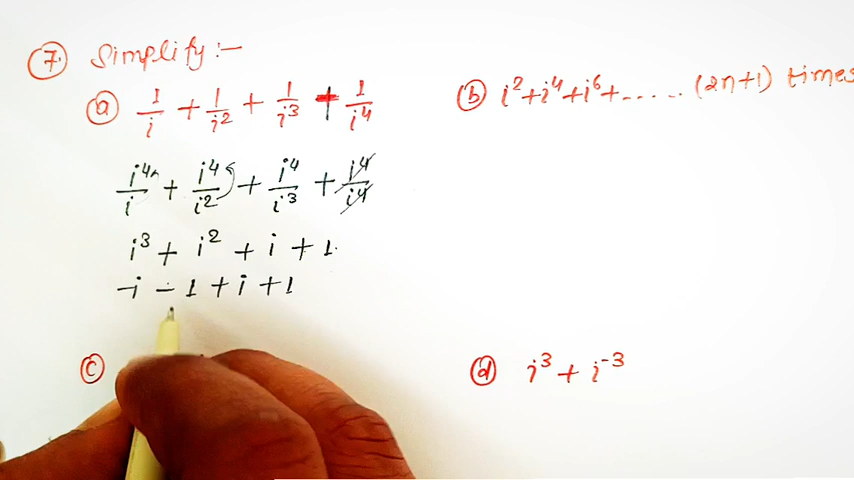 7. Simplify :-
(a) 1/i + 1/i² + 1/i³ + 1/i⁴
i⁴/i + i⁴/i² + i⁴/i³ + i⁴/i⁴
i³ + i² + i + 1
-i - 1 + i + 1
(b) i² + i⁴ + i⁶ + ...... (2n+1) times
(c)
(d) i³ + i⁻³